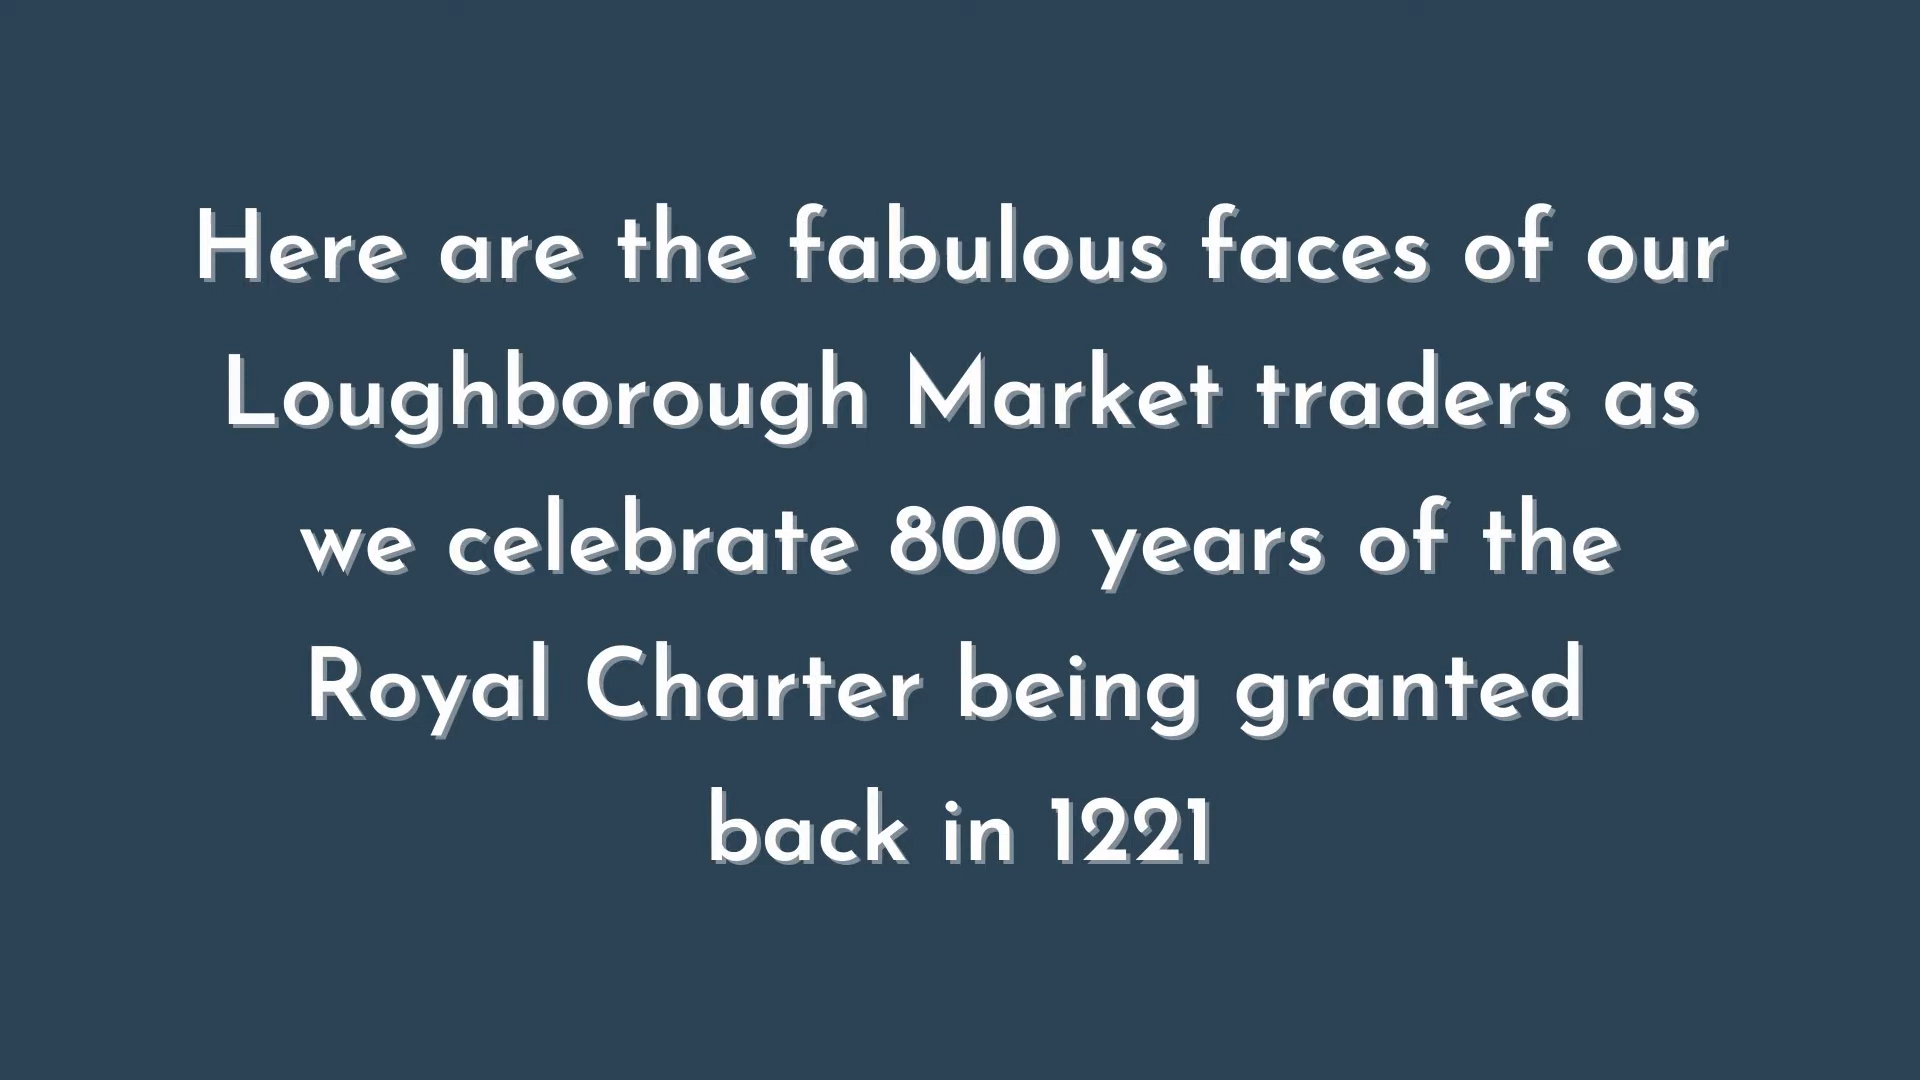 Here are the fabulous faces of our
Loughborough Market traders as
we celebrate 800 years of the
Royal Charter being granted
back in 1221